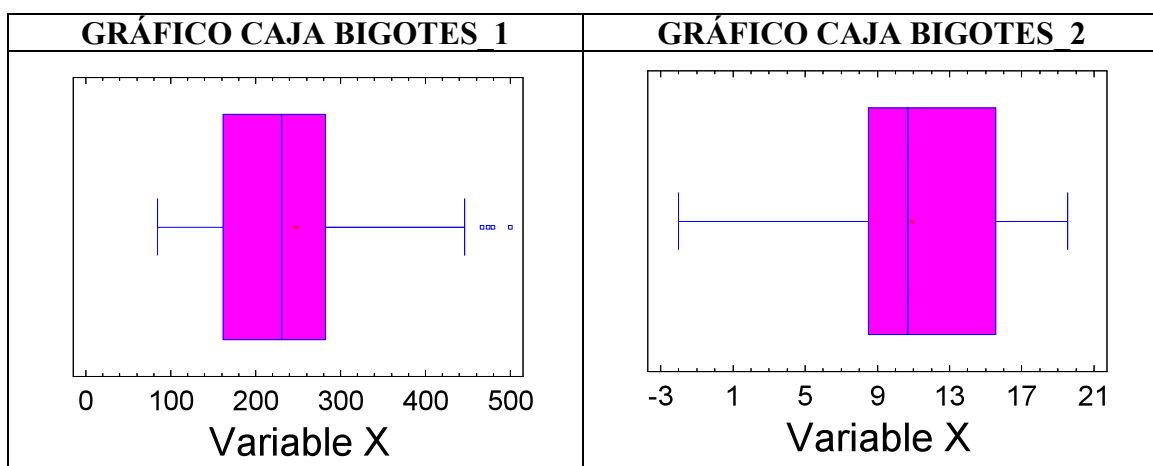 GRÁFICO CAJA BIGOTES_1
GRÁFICO CAJA BIGOTES_2
0 100 200 300 400 500
Variable X
-3 1 5 9 13 17 21
Variable X